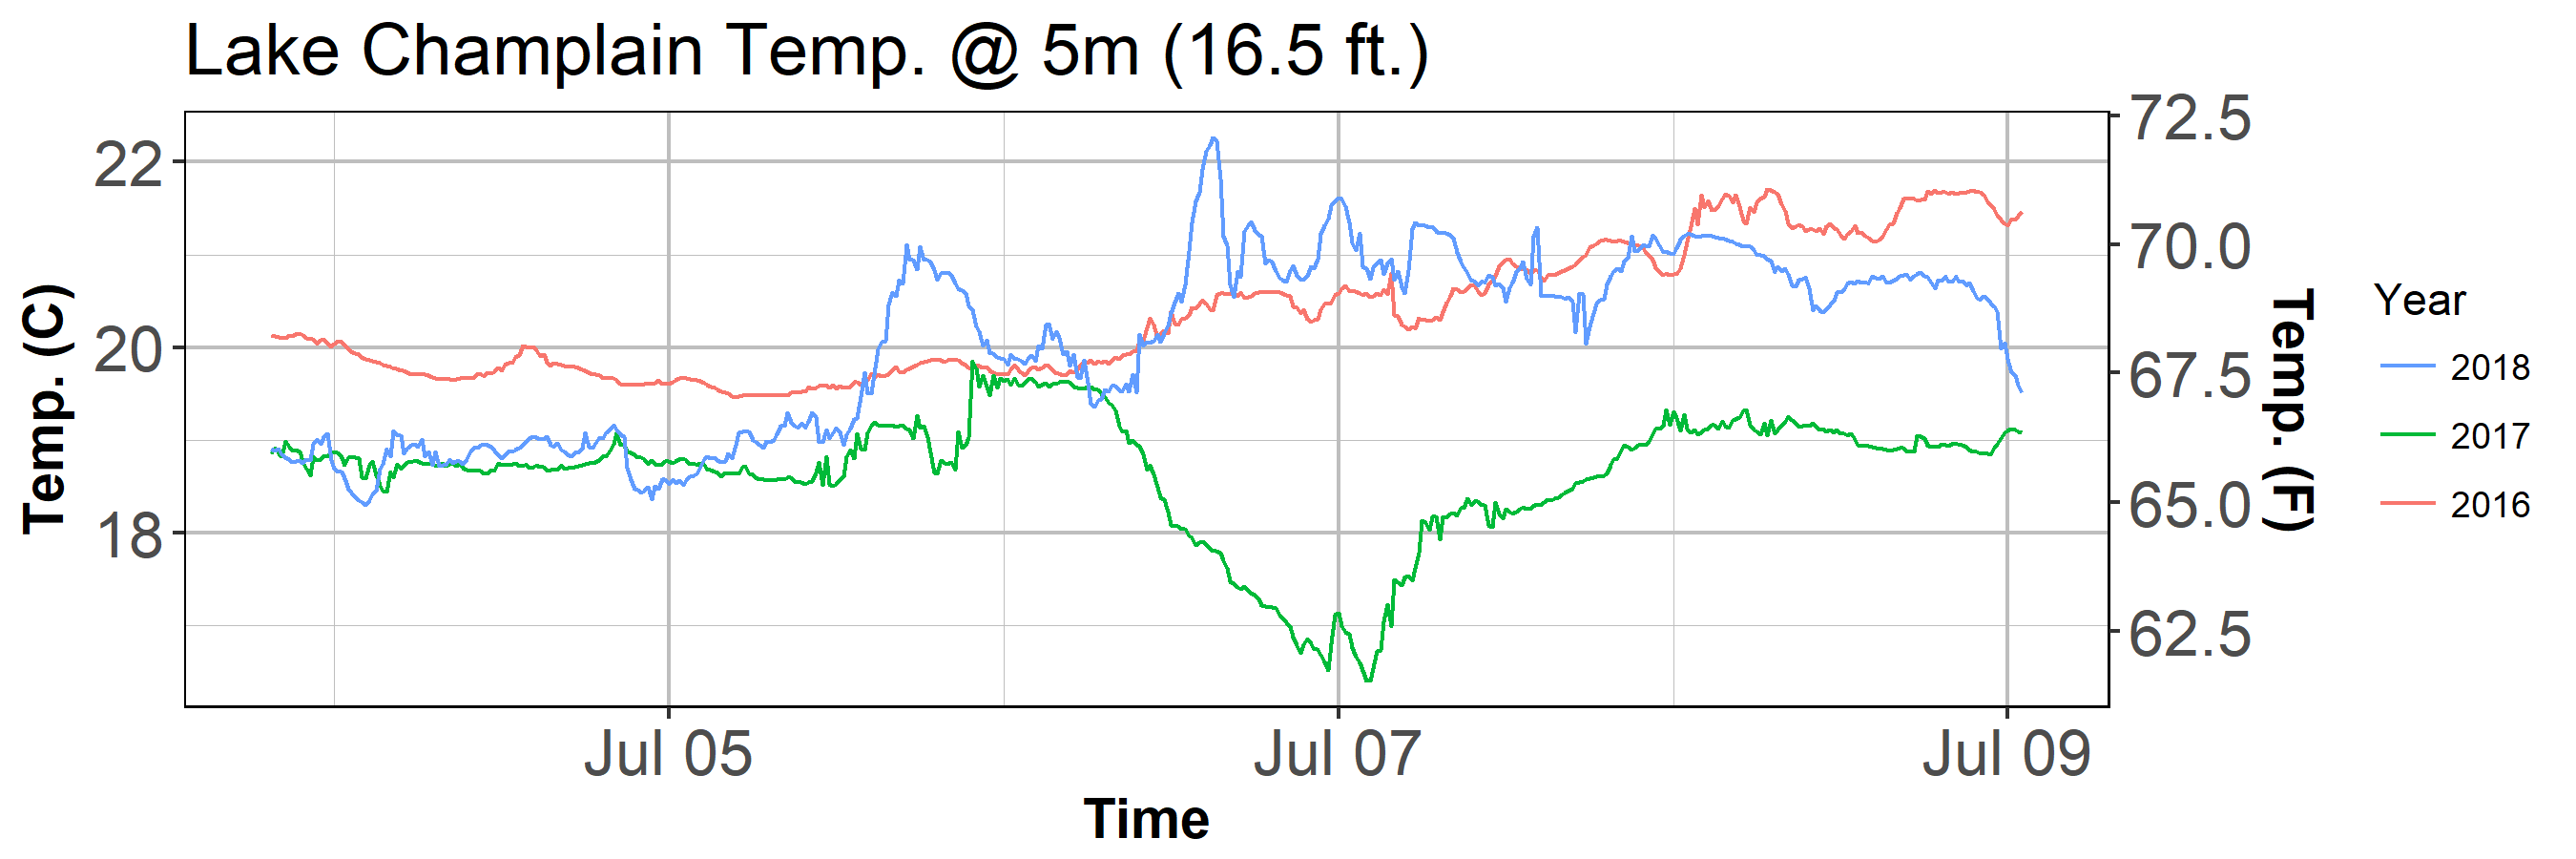 Lake Champlain Temp. @ 5m (16.5 ft.)
Temp. (C)
22
20
18
72.5
70.0
67.5
65.0
62.5
Temp. (F)
Jul 05
Jul 07
Jul 09
Time
Year
2018
2017
2016